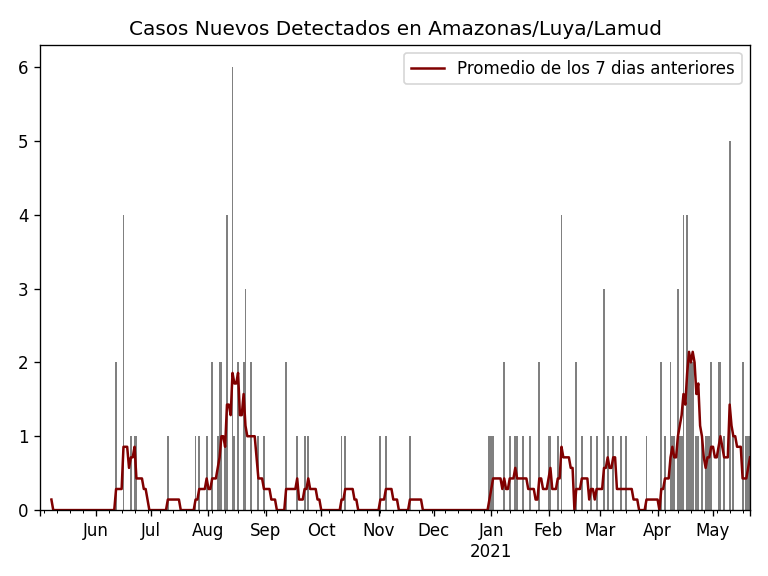 Casos Nuevos Detectados en Amazonas/Luya/Lamud
Promedio de los 7 dias anteriores
6
5
4
3
2
1
0
Jun Jul Aug Sep Oct Nov Dec Jan Feb Mar Apr May
2021